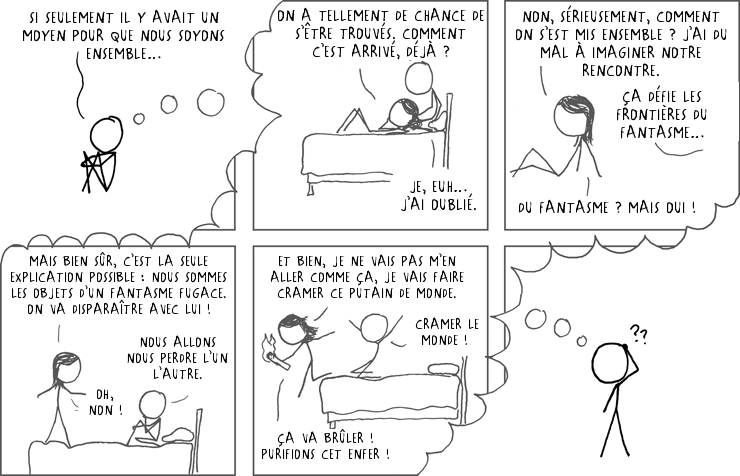 SI SEULEMENT IL Y AVAIT UN
MOYEN POUR QUE NOUS SOYONS
ENSEMBLE...
ON A TELLEMENT DE CHANCE DE
S'ÊTRE TROUVÉS. COMMENT
C'EST ARRIVÉ, DÉJÀ ?
JE, EUH...
J'AI OUBLIÉ.
NON, SÉRIEUSEMENT, COMMENT
ON S'EST MIS ENSEMBLE ? J'AI DU
MAL À IMAGINER NOTRE
RENCONTRE.
ÇA DÉFIE LES
FRONTIÈRES DU
FANTASME...
DU FANTASME ? MAIS OUI !
MAIS BIEN SÛR, C'EST LA SEULE
EXPLICATION POSSIBLE : NOUS SOMMES
LES OBJETS D'UN FANTASME FUGACE.
ON VA DISPARAÎTRE AVEC LUI !
NOUS ALLONS
NOUS PERDRE L'UN
L'AUTRE.
OH,
NON !
ET BIEN, JE NE VAIS PAS M'EN
ALLER COMME ÇA, JE VAIS FAIRE
CRAMER CE PUTAIN DE MONDE.
CRAMER LE
MONDE !
ÇA VA BRÛLER !
PURIFIONS CET ENFER !
??